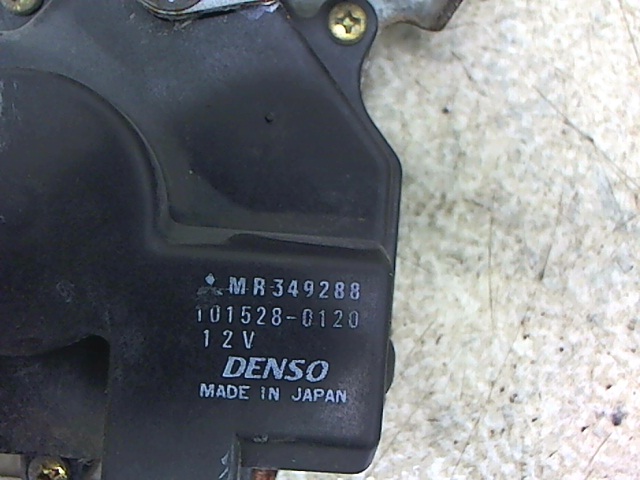 MR349288
101528-0120
12V
DENSO
MADE IN JAPAN